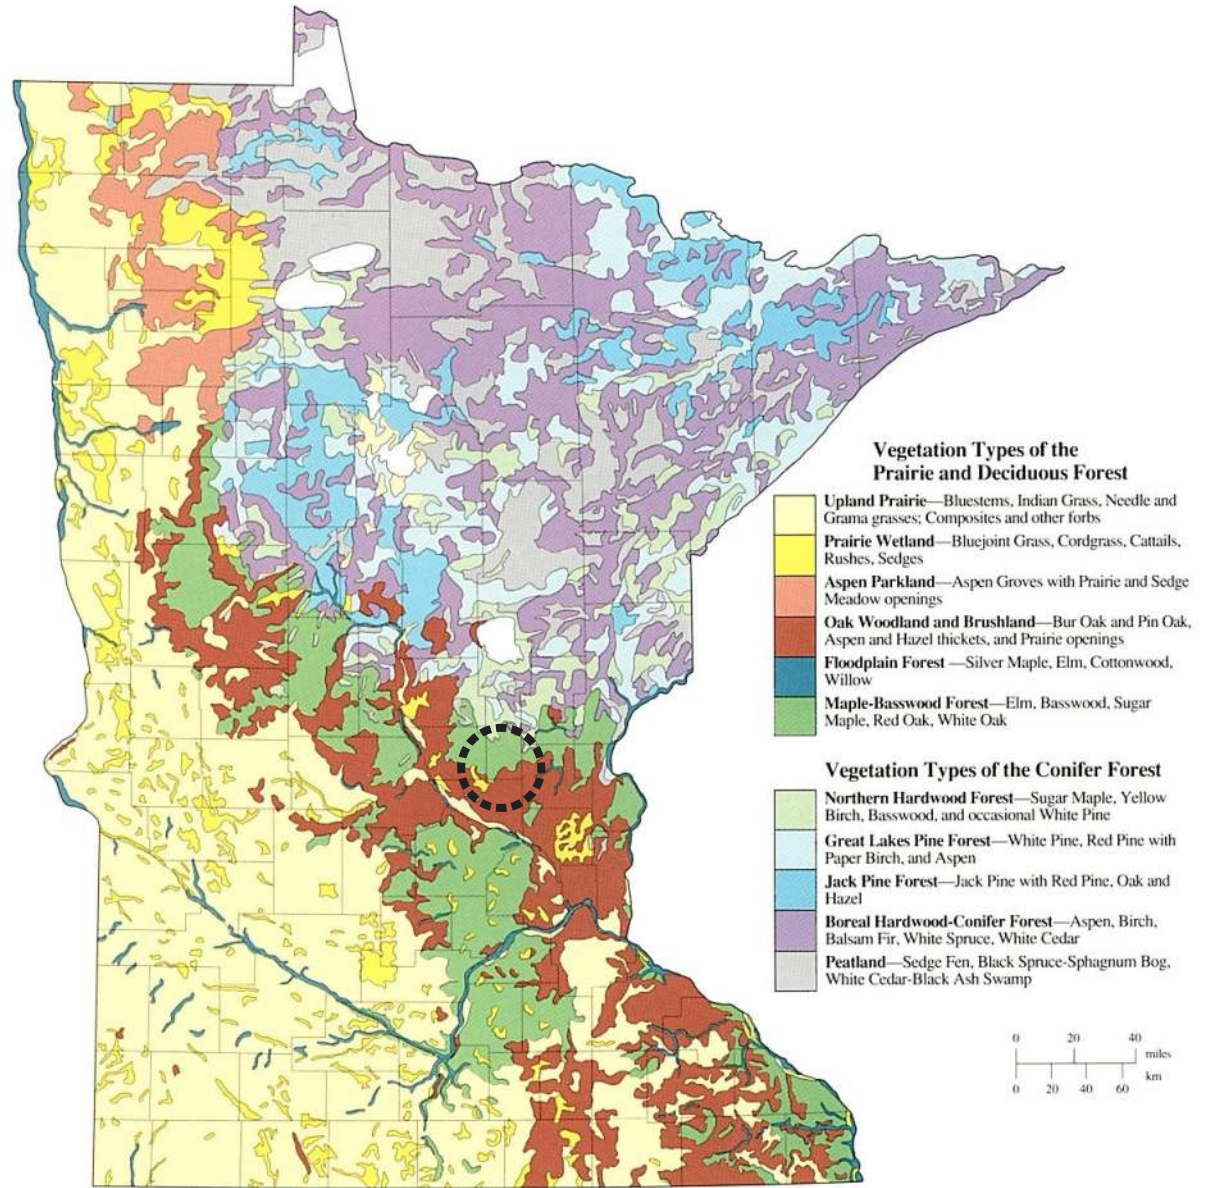 Vegetation Types of the
Prairie and Deciduous Forest
Upland Prairie—Bluestems, Indian Grass, Needle and
Grama grasses; Composites and other forbs
Prairie Wetland—Bluejoint Grass, Cordgrass, Cattails,
Rushes, Sedges
Aspen Parkland—Aspen Groves with Prairie and Sedge
Meadow openings
Oak Woodland and Brushland—Bur Oak and Pin Oak,
Aspen and Hazel thickets, and Prairie openings
Floodplain Forest —Silver Maple, Elm, Cottonwood,
Willow
Maple-Basswood Forest—Elm, Basswood, Sugar
Maple, Red Oak, White Oak
Vegetation Types of the Conifer Forest
Northern Hardwood Forest—Sugar Maple, Yellow
Birch, Basswood, and occasional White Pine
Great Lakes Pine Forest—White Pine, Red Pine with
Paper Birch, and Aspen
Jack Pine Forest—Jack Pine with Red Pine, Oak and
Hazel
Boreal Hardwood-Conifer Forest—Aspen, Birch,
Balsam Fir, White Spruce, White Cedar
Peatland—Sedge Fen, Black Spruce-Sphagnum Bog,
White Cedar-Black Ash Swamp
0 20 40
miles
km
0 20 40 60